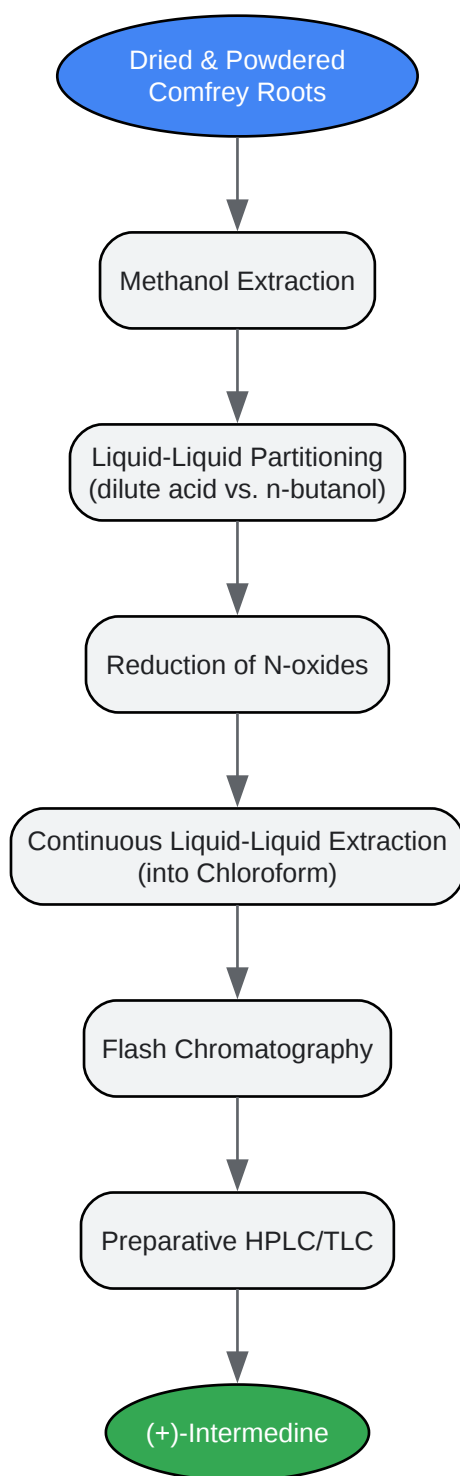 Dried & Powdered
Comfrey Roots
Methanol Extraction
Liquid-Liquid Partitioning
(dilute acid vs. n-butanol)
Reduction of N-oxides
Continuous Liquid-Liquid Extraction
(into Chloroform)
Flash Chromatography
Preparative HPLC/TLC
(+)-Intermedine